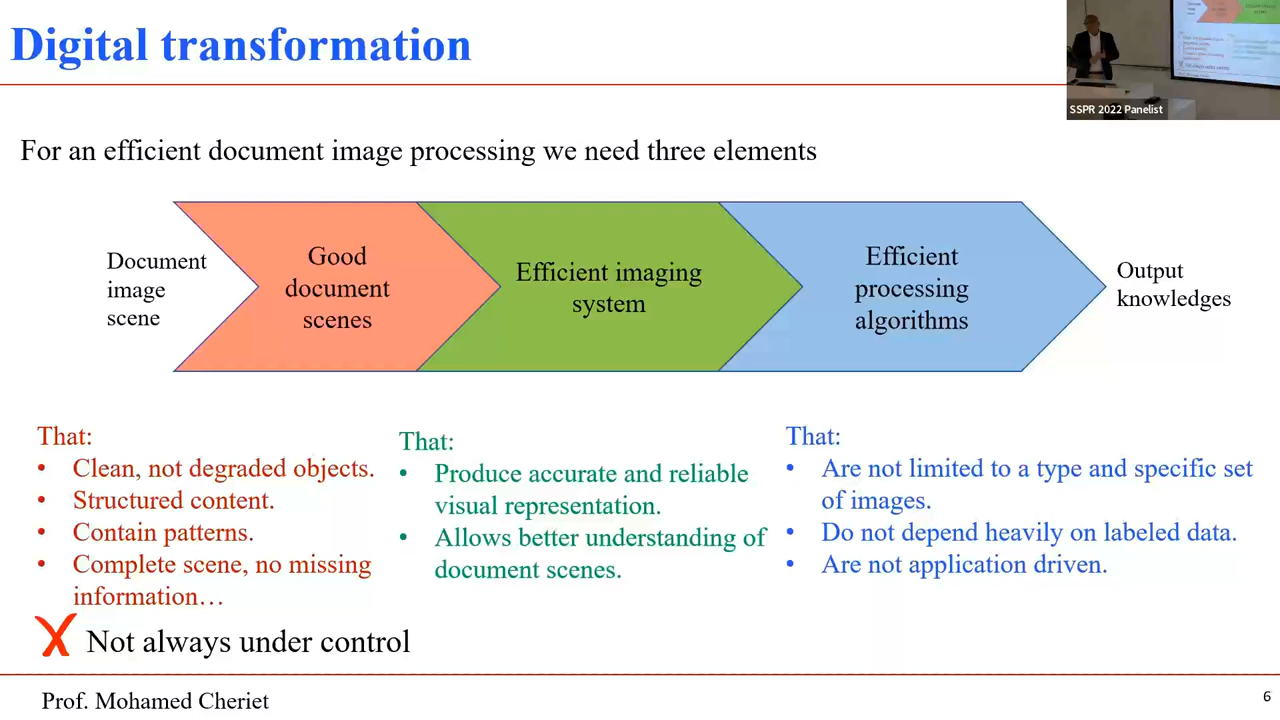 Digital transformation
SSPR 2022 Panelist
For an efficient document image processing we need three elements
Document
image
scene
Good
document
scenes
Efficient imaging
system
Efficient
processing
algorithms
Output
knowledges
That:
• Clean, not degraded objects.
• Structured content.
• Contain patterns.
• Complete scene, no missing
information…
X Not always under control
That:
• Produce accurate and reliable
visual representation.
• Allows better understanding of
document scenes.
That:
• Are not limited to a type and specific set
of images.
• Do not depend heavily on labeled data.
• Are not application driven.
Prof. Mohamed Cheriet
6